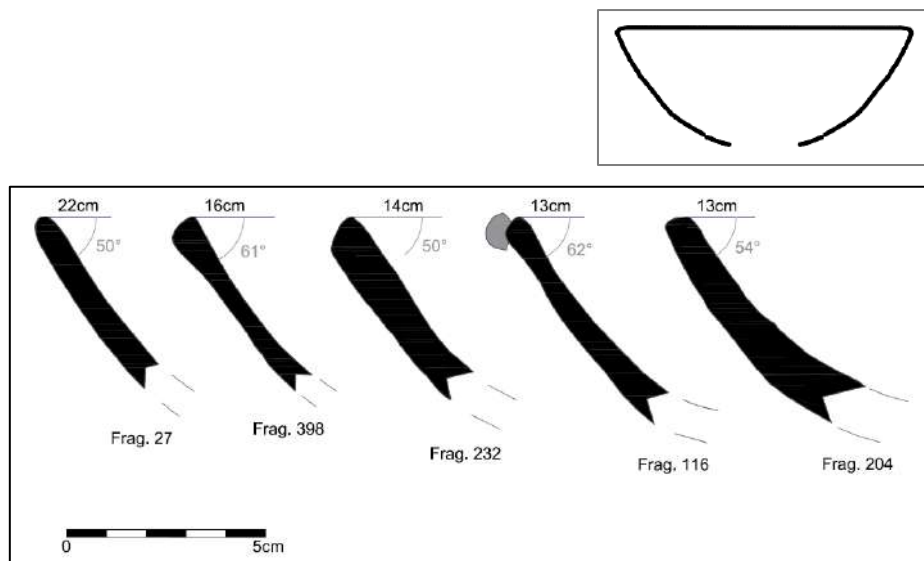 22cm 16cm 14cm 13cm 13cm
50° 61° 50° 62° 54°
Frag. 27 Frag. 398 Frag. 232 Frag. 116 Frag. 204
0 5cm